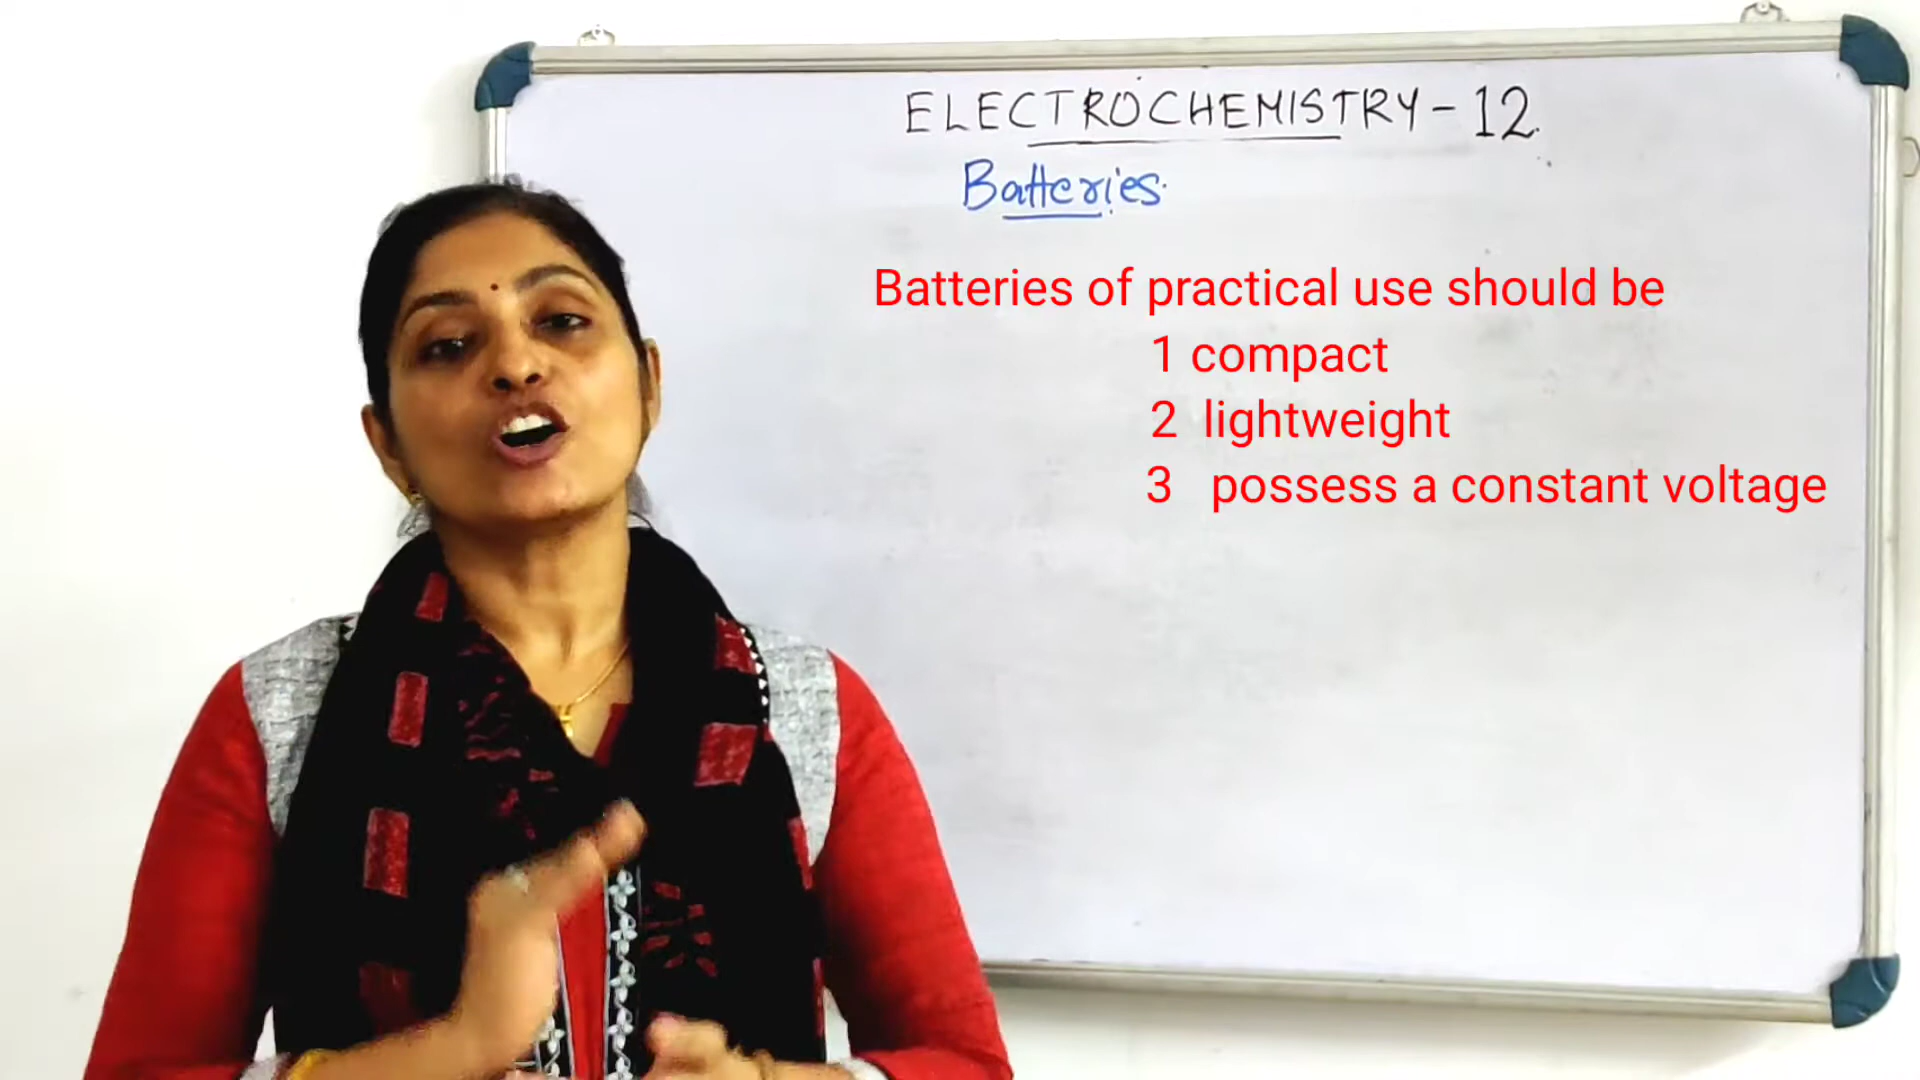 ELECTROCHEMISTRY - 12.
Batteries.
Batteries of practical use should be
1 compact
2 lightweight
3 possess a constant voltage